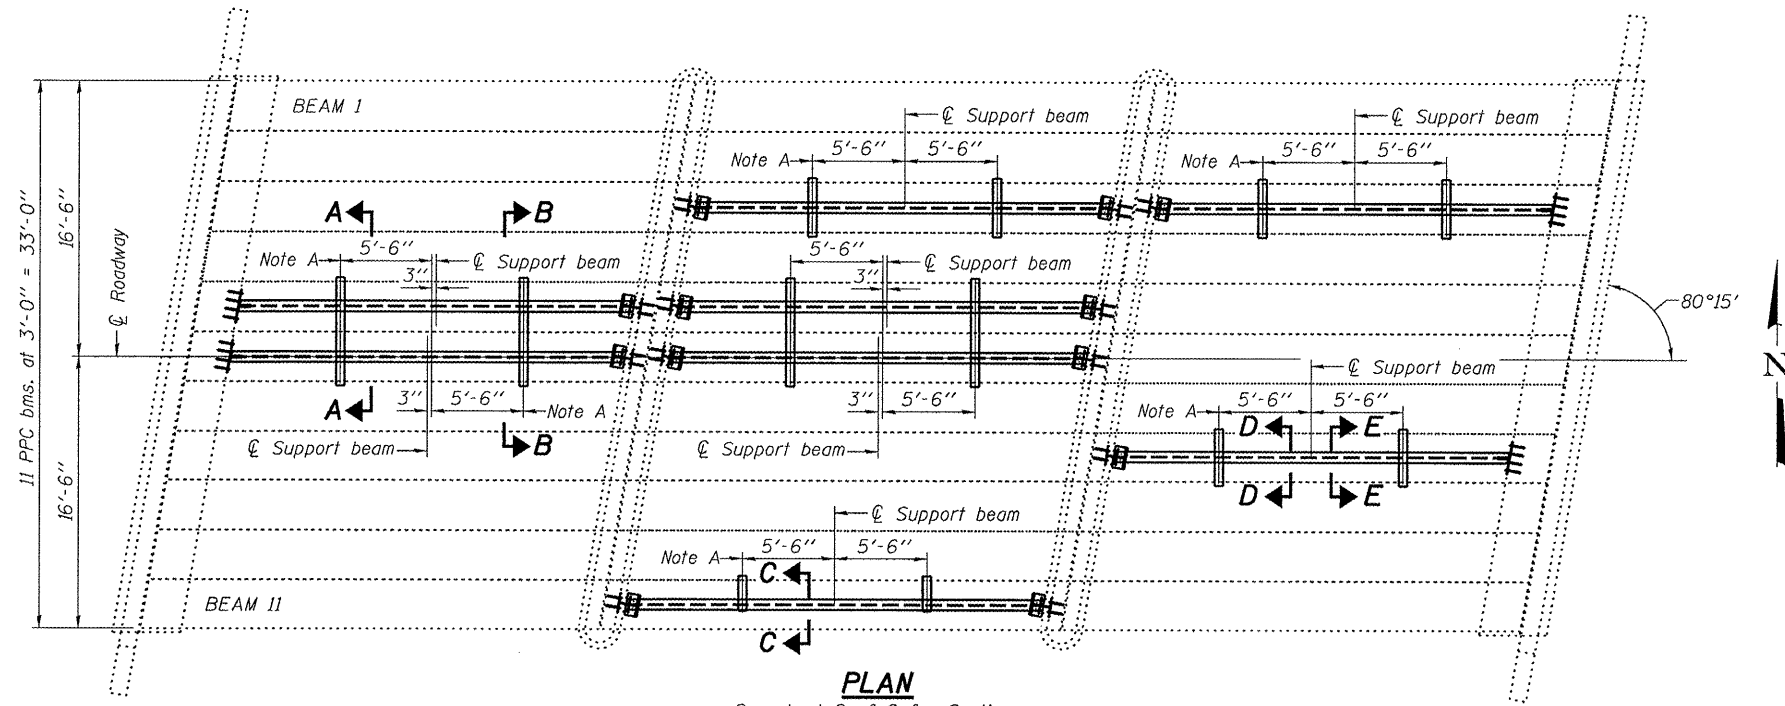 BEAM 1
℄ Support beam
℄ Support beam
Note A
5'-6"
5'-6"
Note A
5'-6"
5'-6"
11 PPC bms. at 3'-0" = 33'-0"
16'-6"
℄ Roadway
A
B
Note A
5'-6"
3"
℄ Support beam
5'-6"
3"
℄ Support beam
80°15'
N
A
3"
5'-6"
Note A
B
℄ Support beam
3"
5'-6"
℄ Support beam
℄ Support beam
Note A
5'-6"
5'-6"
D
E
D
E
16'-6"
℄ Support beam
Note A
5'-6"
5'-6"
C
C
BEAM 11
PLAN